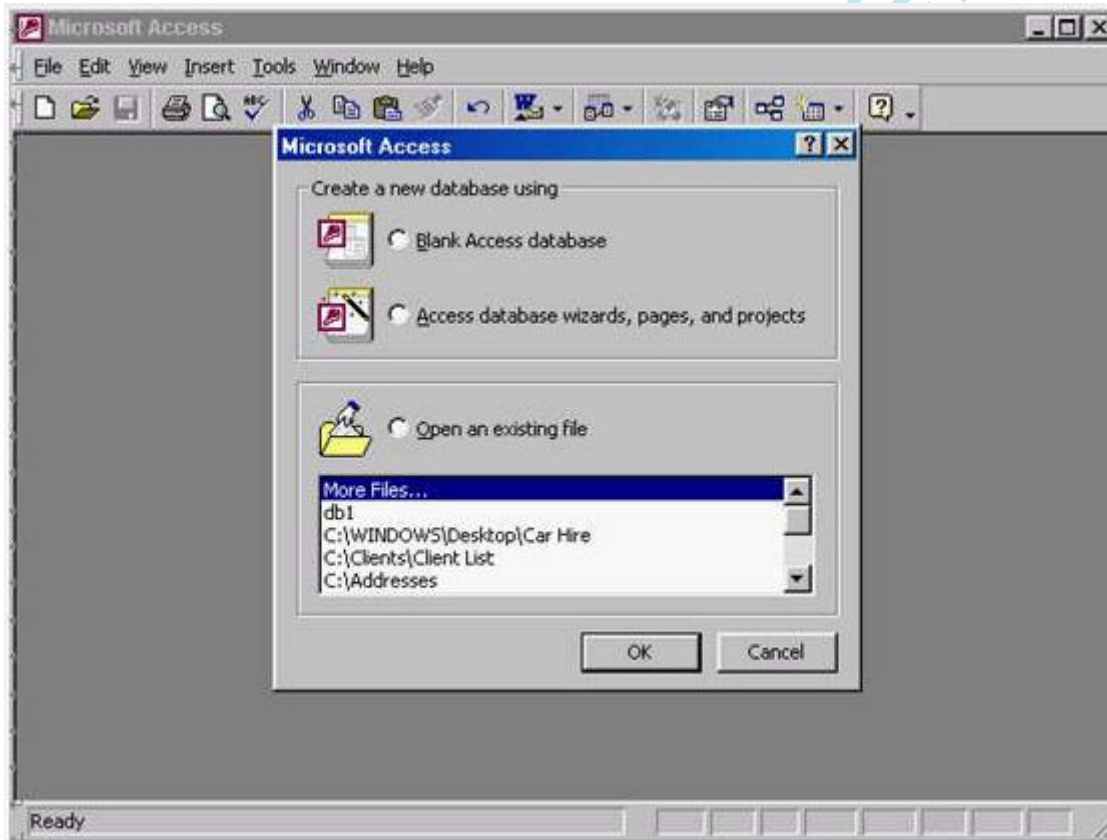 Microsoft Access
File Edit View Insert Tools Window Help
ABC
Microsoft Access
Create a new database using
Blank Access database
Access database wizards, pages, and projects
Open an existing file
More Files...
db1
C:\WINDOWS\Desktop\Car Hire
C:\Clients\Client List
C:\Addresses
OK Cancel
Ready